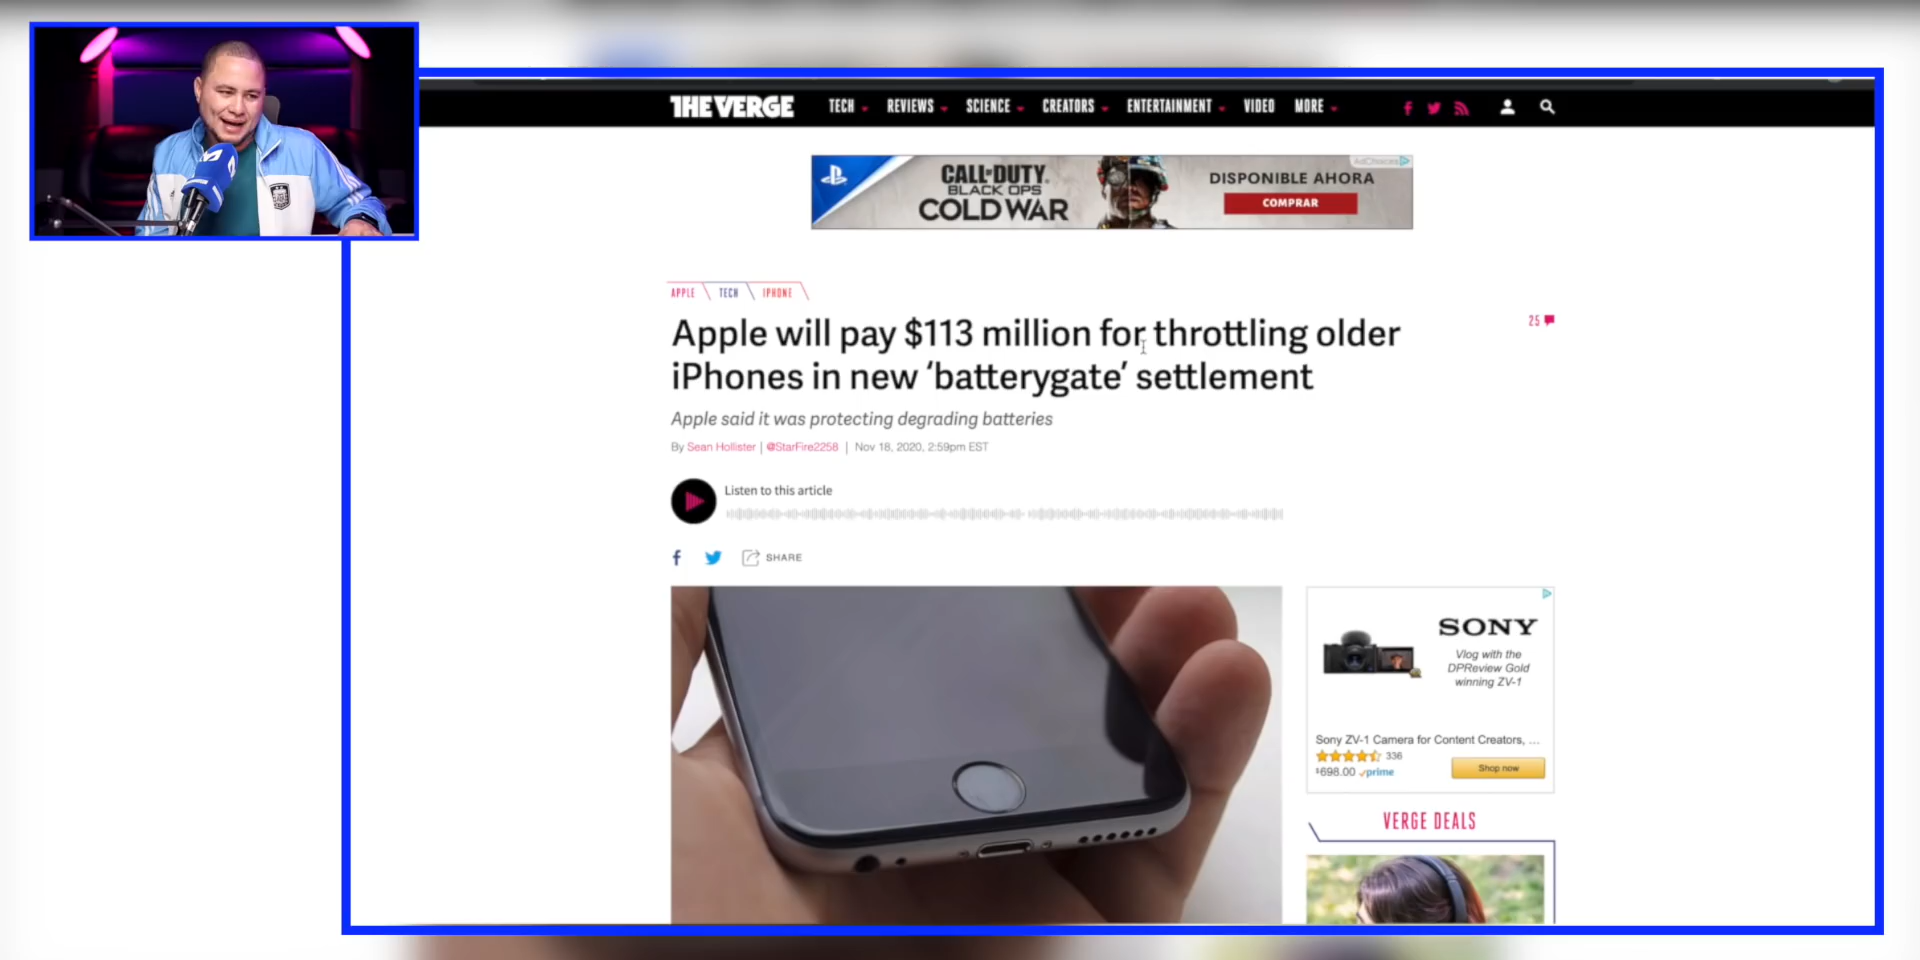 THE VERGE
TECH
REVIEWS
SCIENCE
CREATORS
ENTERTAINMENT
VIDEO
MORE
CALL OF DUTY
BLACK OPS
COLD WAR
AdChoices
DISPONIBLE AHORA
COMPRAR
APPLE
TECH
IPHONE
Apple will pay $113 million for throttling older
iPhones in new ‘batterygate’ settlement
25
Apple said it was protecting degrading batteries
By Sean Hollister | @StarFire2258 | Nov 18, 2020, 2:59pm EST
Listen to this article
SHARE
SONY
Vlog with the
DPReview Gold
winning ZV-1
Sony ZV-1 Camera for Content Creators, ...
336
$698.00 prime
Shop now
VERGE DEALS